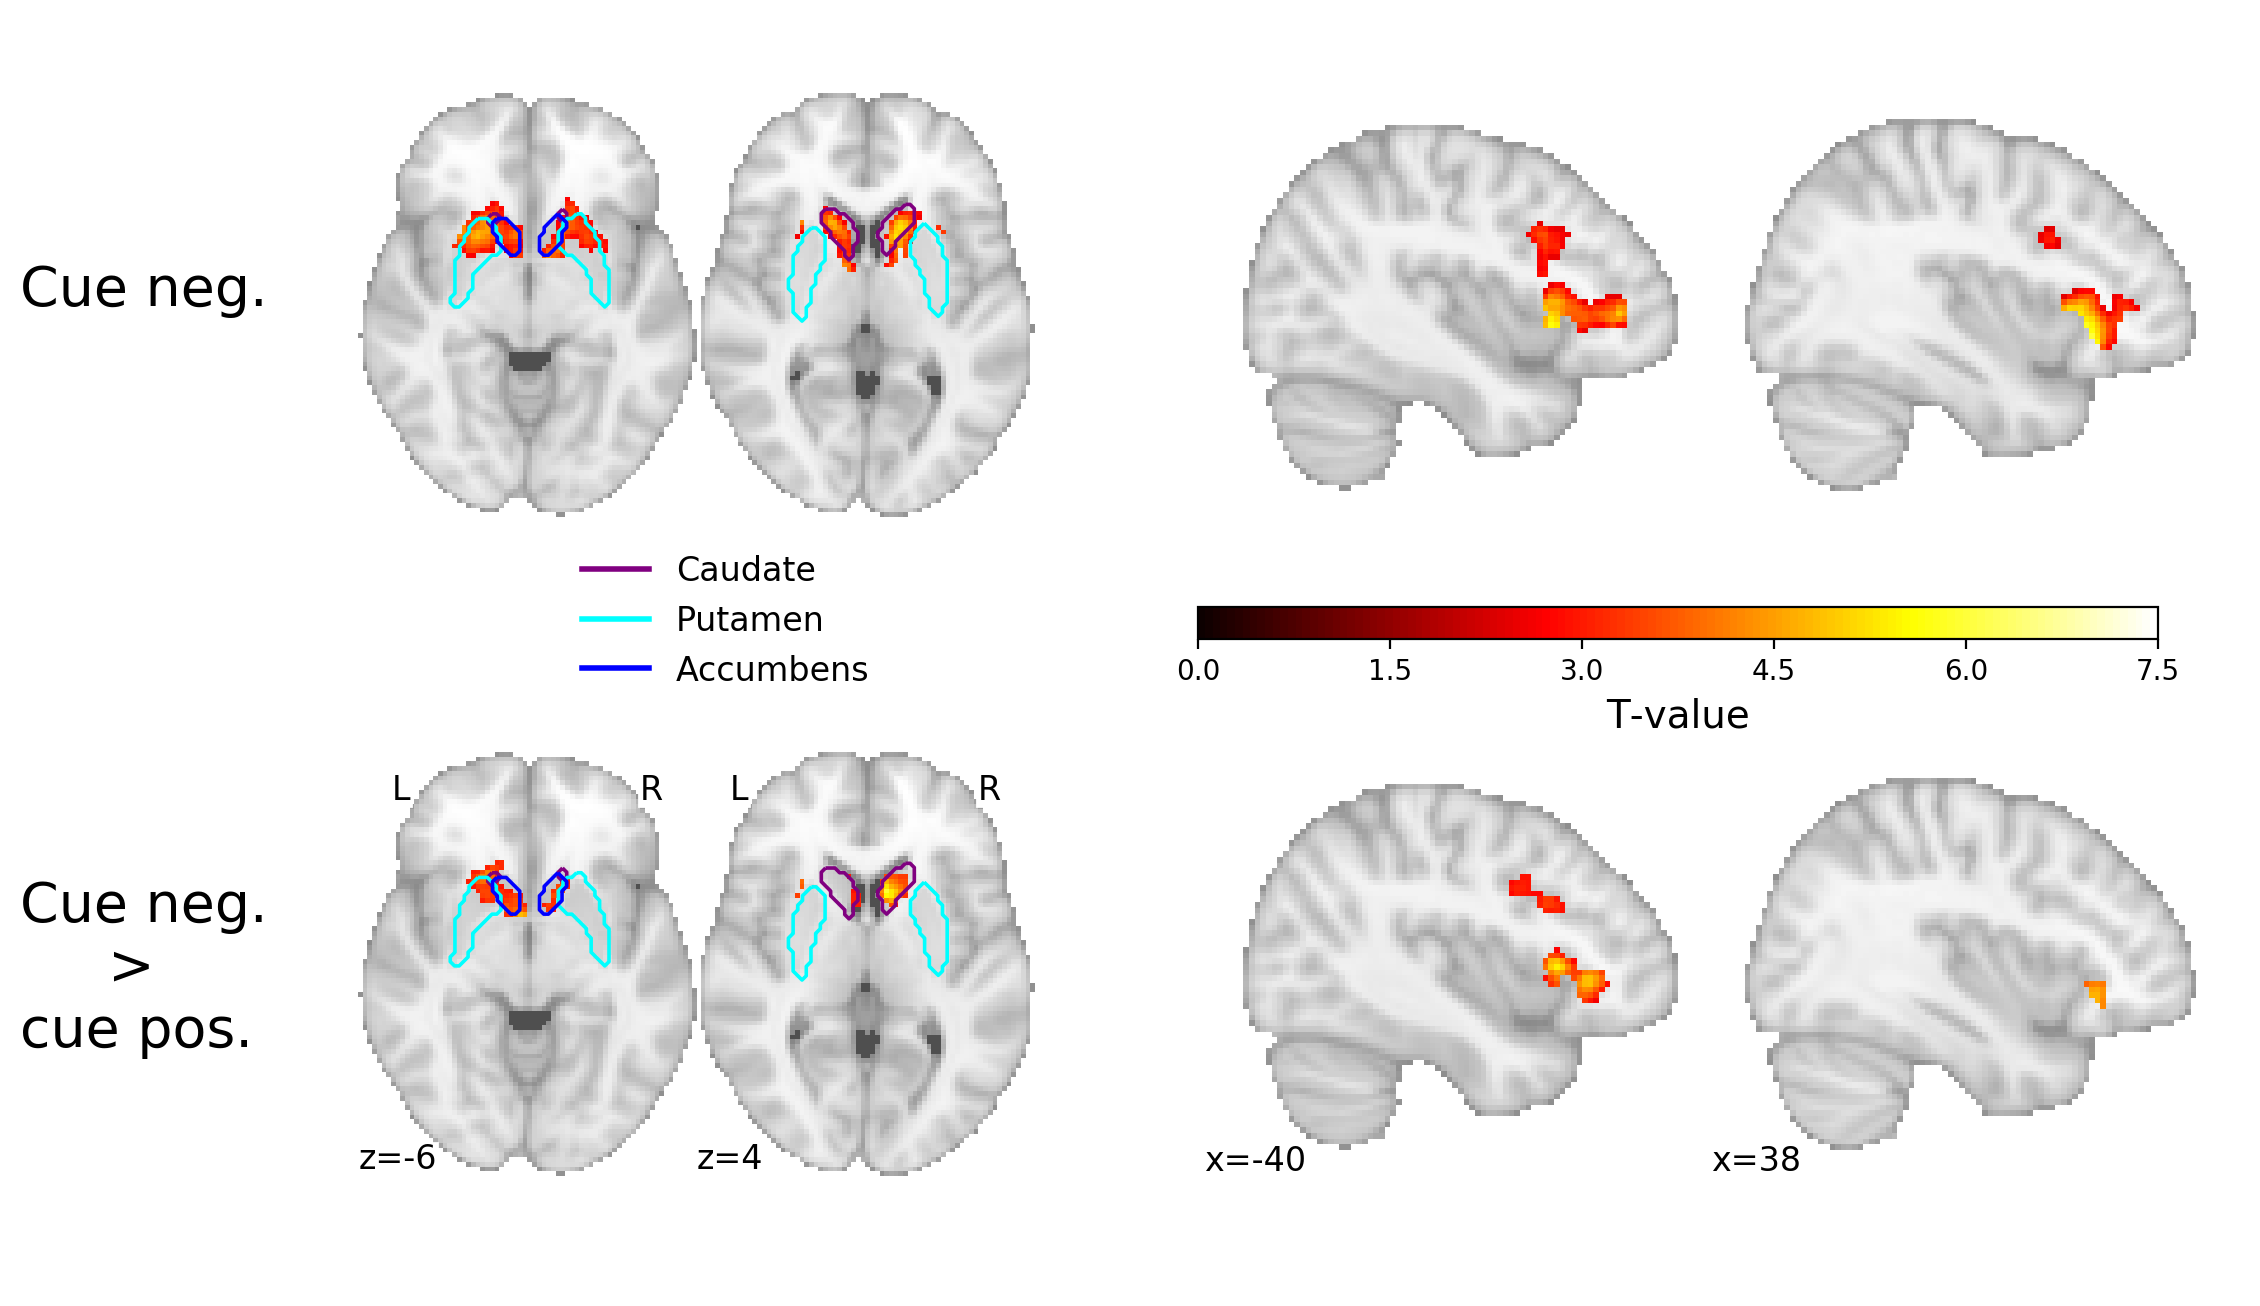 Cue neg.
Caudate
Putamen
Accumbens
0.0 1.5 3.0 4.5 6.0 7.5
T-value
L R L R
Cue neg.
>
cue pos.
z=-6 z=4 x=-40 x=38